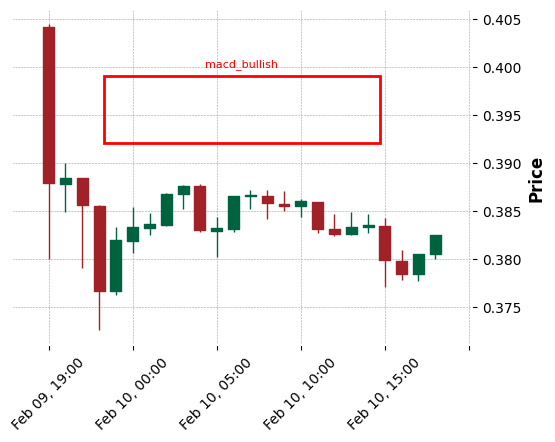 macd_bullish
0.405
0.400
0.395
0.390
0.385
0.380
0.375
Price
Feb 09, 19:00
Feb 10, 00:00
Feb 10, 05:00
Feb 10, 10:00
Feb 10, 15:00